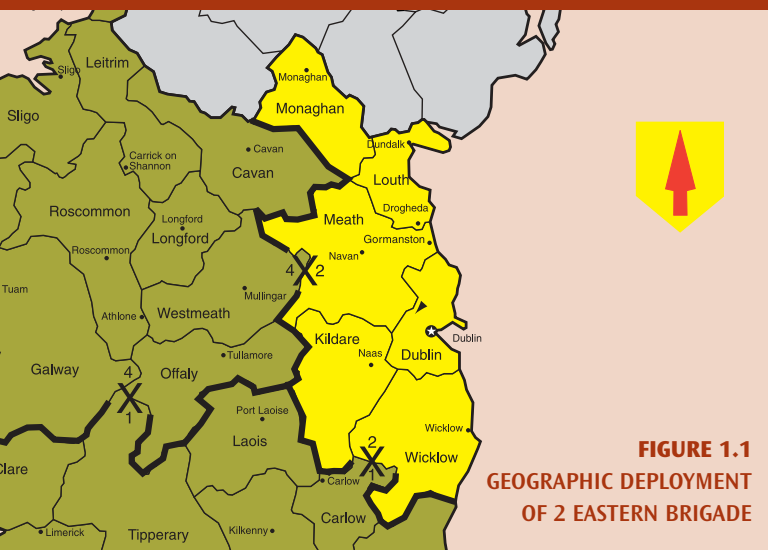 Leitrim
Sligo
Monaghan
Monaghan
Sligo
Dundalk
Cavan
Carrick on
Shannon
Cavan
Louth
Roscommon
Longford
Longford
Meath
Drogheda
Gormanston
Navan
Roscommon
4 X 2
Tuam
Mullingar
Athlone
Westmeath
Kildare
Dublin
Naas
Dublin
Galway
4
X
1
Offaly
Tullamore
Port Laoise
Laois
Wicklow
2
X
1
Wicklow
Clare
Carlow
Carlow
Limerick
Tipperary
Kilkenny
FIGURE 1.1
GEOGRAPHIC DEPLOYMENT
OF 2 EASTERN BRIGADE